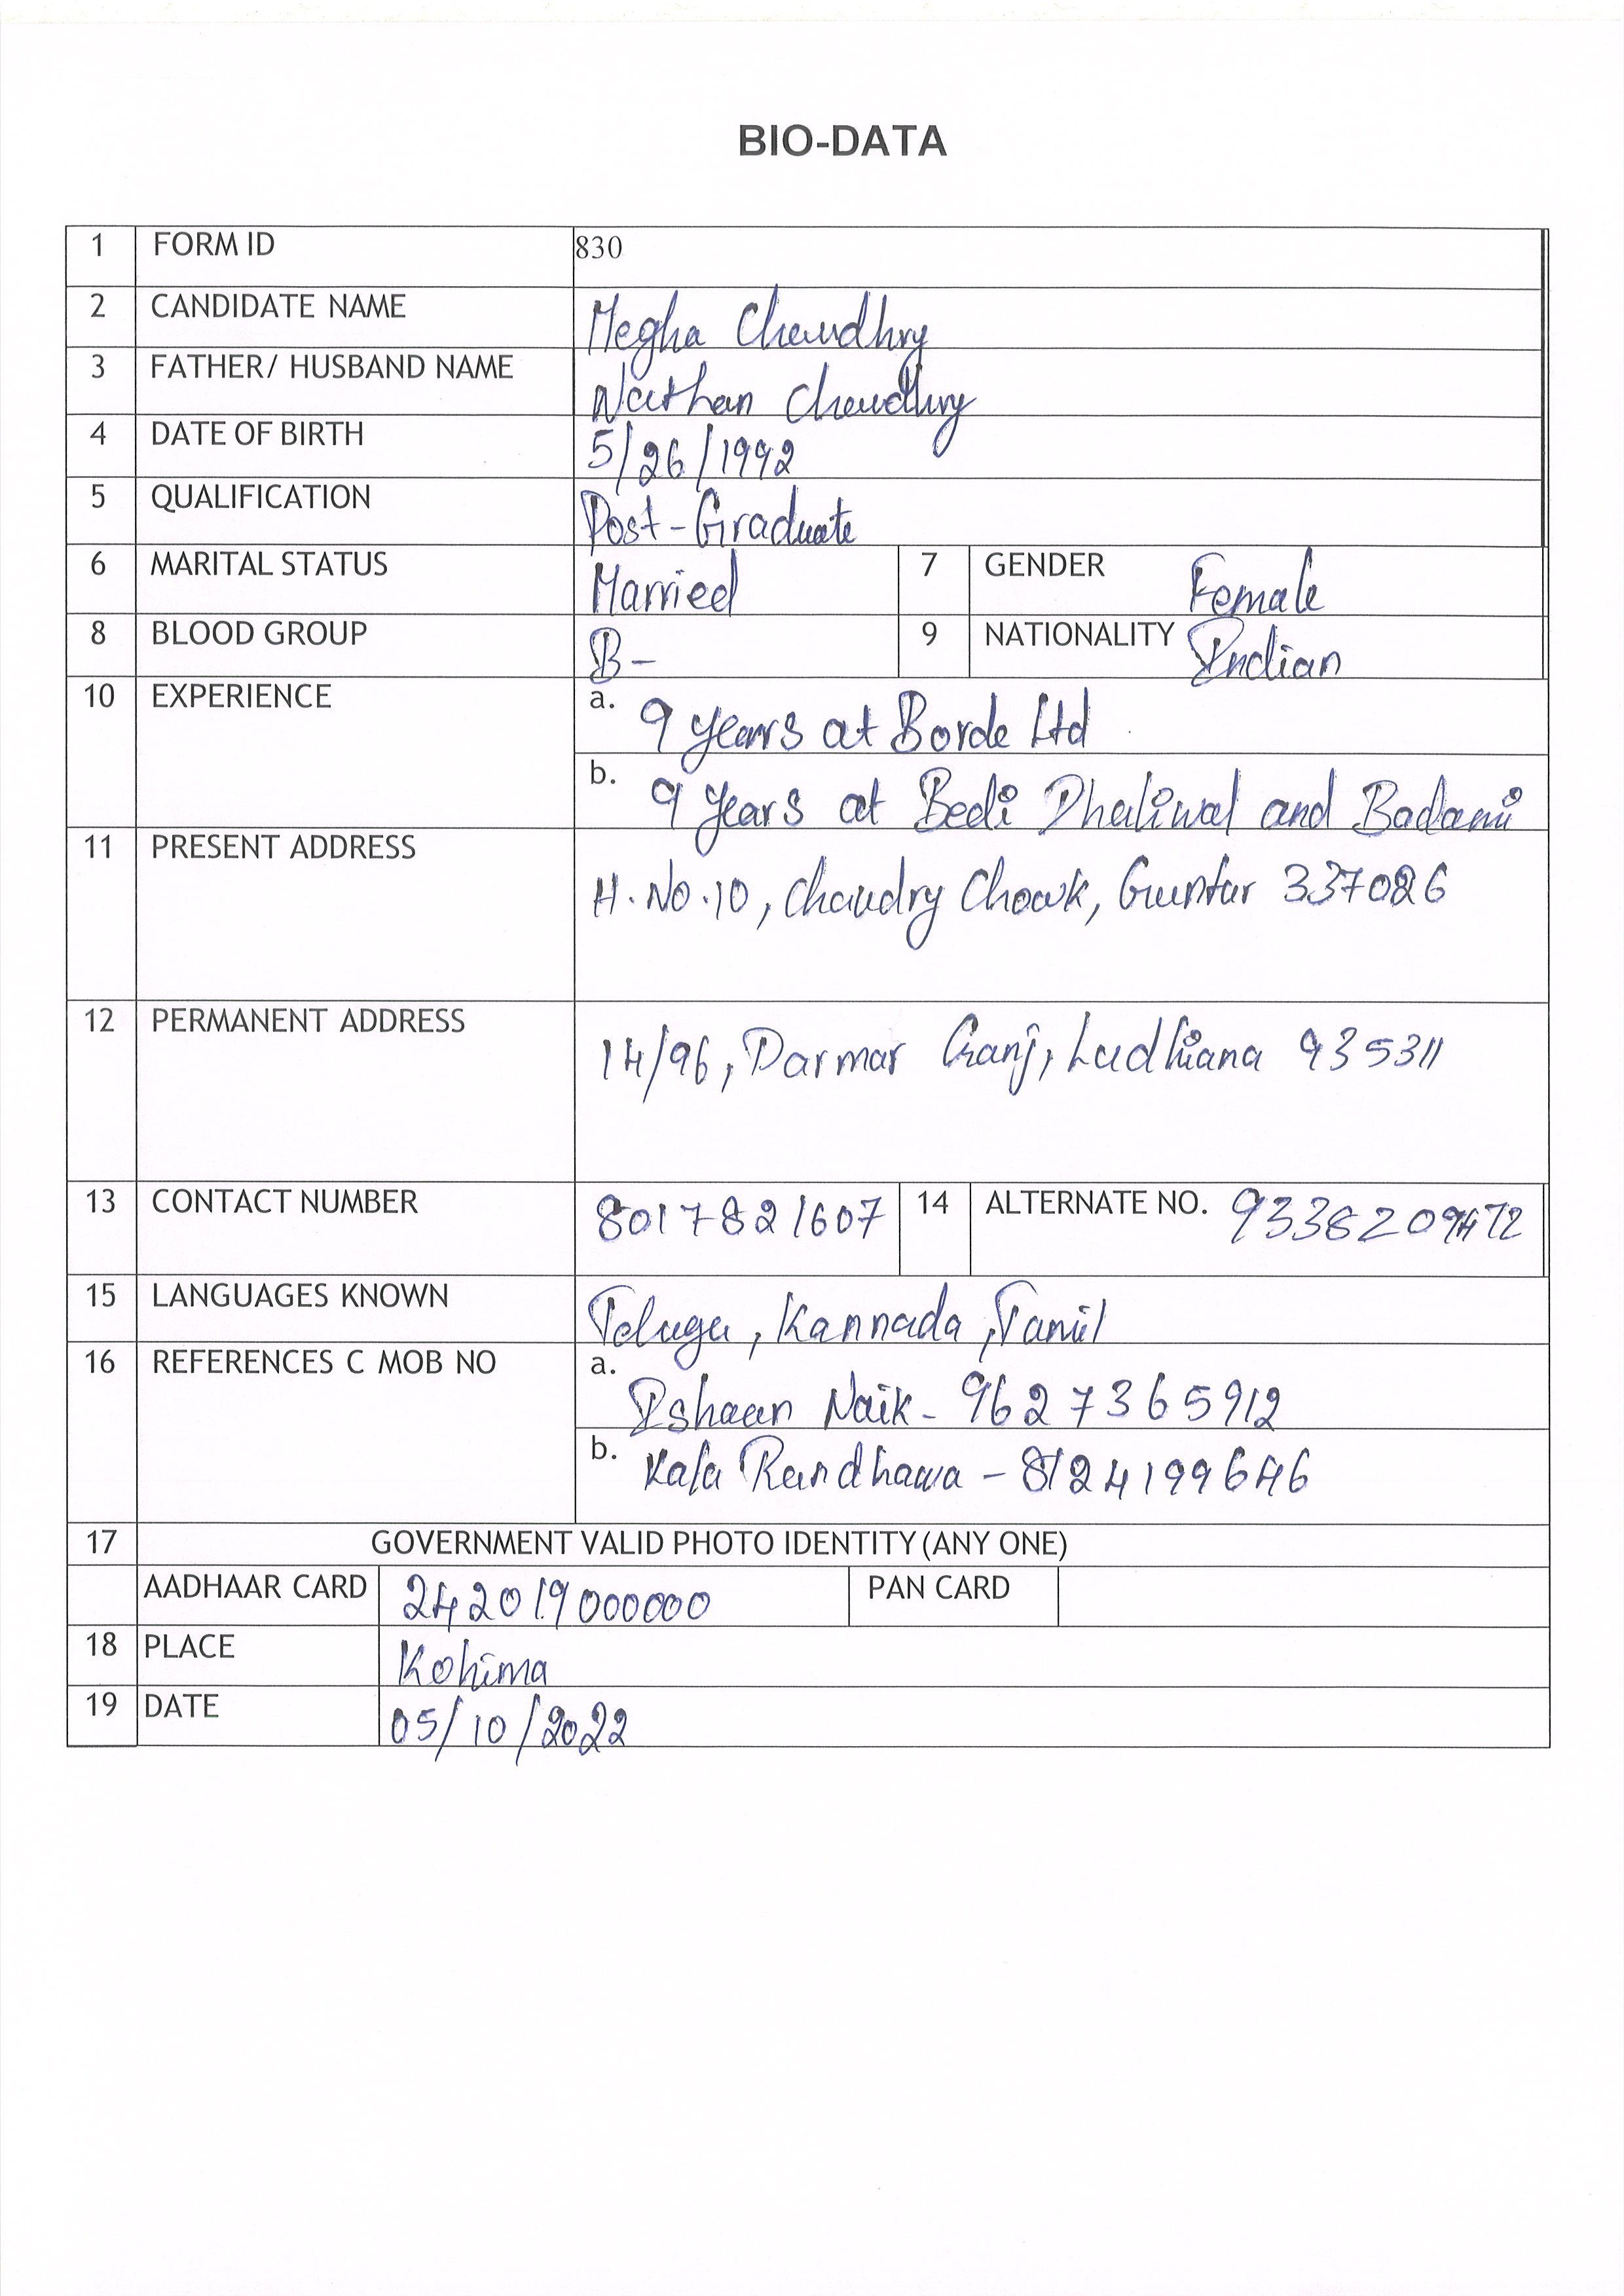 BIO-DATA
1 FORM ID 830
2 CANDIDATE NAME Megha Chaudhry
3 FATHER/ HUSBAND NAME Nathan Chaudhry
4 DATE OF BIRTH 5/26/1992
5 QUALIFICATION Post-Graduate
6 MARITAL STATUS Married 7 GENDER Female
8 BLOOD GROUP B- 9 NATIONALITY Indian
10 EXPERIENCE a. 9 years at Borde Ltd
b. 9 years at Bedi Dhaliwal and Badami
11 PRESENT ADDRESS H.No.10, Chaudry Chowk, Guntur 337026
12 PERMANENT ADDRESS 14/96, Darmar Ganj, Ludhiana 935311
13 CONTACT NUMBER 8017821607 14 ALTERNATE NO. 9338209472
15 LANGUAGES KNOWN Telugu, Kannada, Tamil
16 REFERENCES C MOB NO a. Ishaan Naik - 9627365912
b. Kala Randhawa - 8124199646
17 GOVERNMENT VALID PHOTO IDENTITY (ANY ONE)
AADHAAR CARD 242019000000 PAN CARD
18 PLACE Kohima
19 DATE 05/10/2022